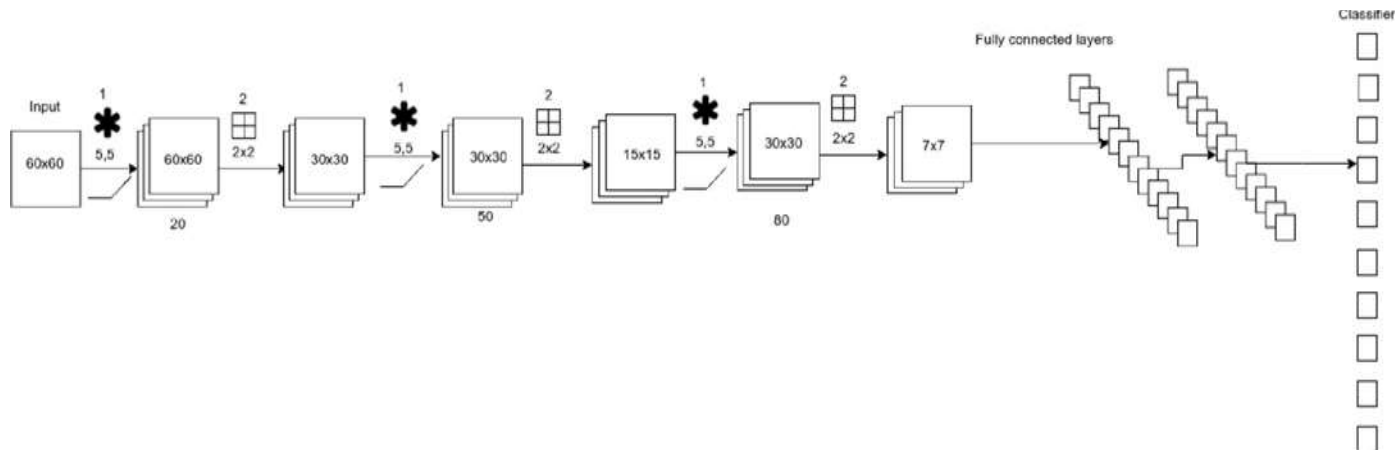 Classifier
Fully connected layers
Input
1
2
1
2
1
2
60x60
5,5
60x60
2x2
30x30
5,5
30x30
2x2
15x15
5,5
30x30
2x2
7x7
20
50
80